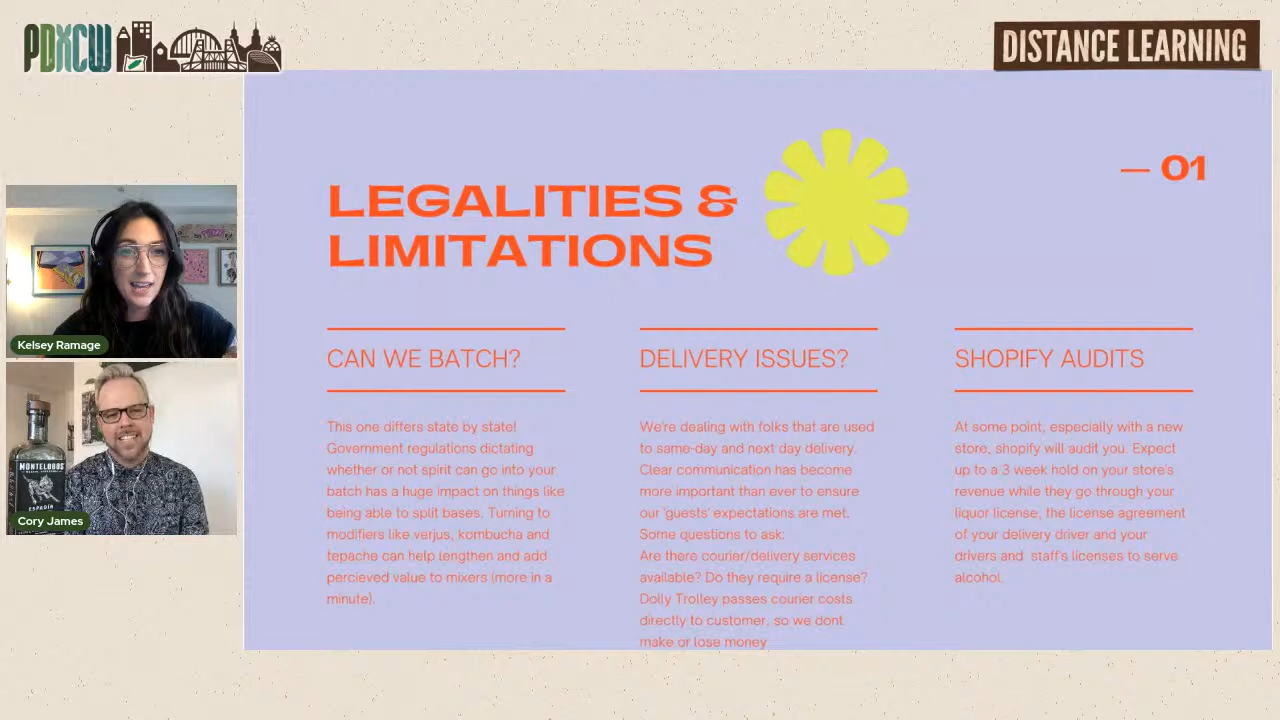 PDXCW
DISTANCE LEARNING
— 01
LEGALITIES &
LIMITATIONS
CAN WE BATCH?
This one differs state by state!
Government regulations dictating
whether or not spirit can go into your
batch has a huge impact on things like
being able to split bases. Turning to
modifiers like verjus, kombucha and
tepache can help lengthen and add
percieved value to mixers (more in a
minute).
DELIVERY ISSUES?
We're dealing with folks that are used
to same-day and next day delivery.
Clear communication has become
more important than ever to ensure
our 'guests' expectations are met.
Some questions to ask:
Are there courier/delivery services
available? Do they require a license?
Dolly Trolley passes courier costs
directly to customer, so we dont
make or lose money
SHOPIFY AUDITS
At some point, especially with a new
store, shopify will audit you. Expect
up to a 3 week hold on your store's
revenue while they go through your
liquor license, the license agreement
of your delivery driver and your
drivers and staff's licenses to serve
alcohol.
Kelsey Ramage
MONTELOBOS
ESPADÍN
Cory James